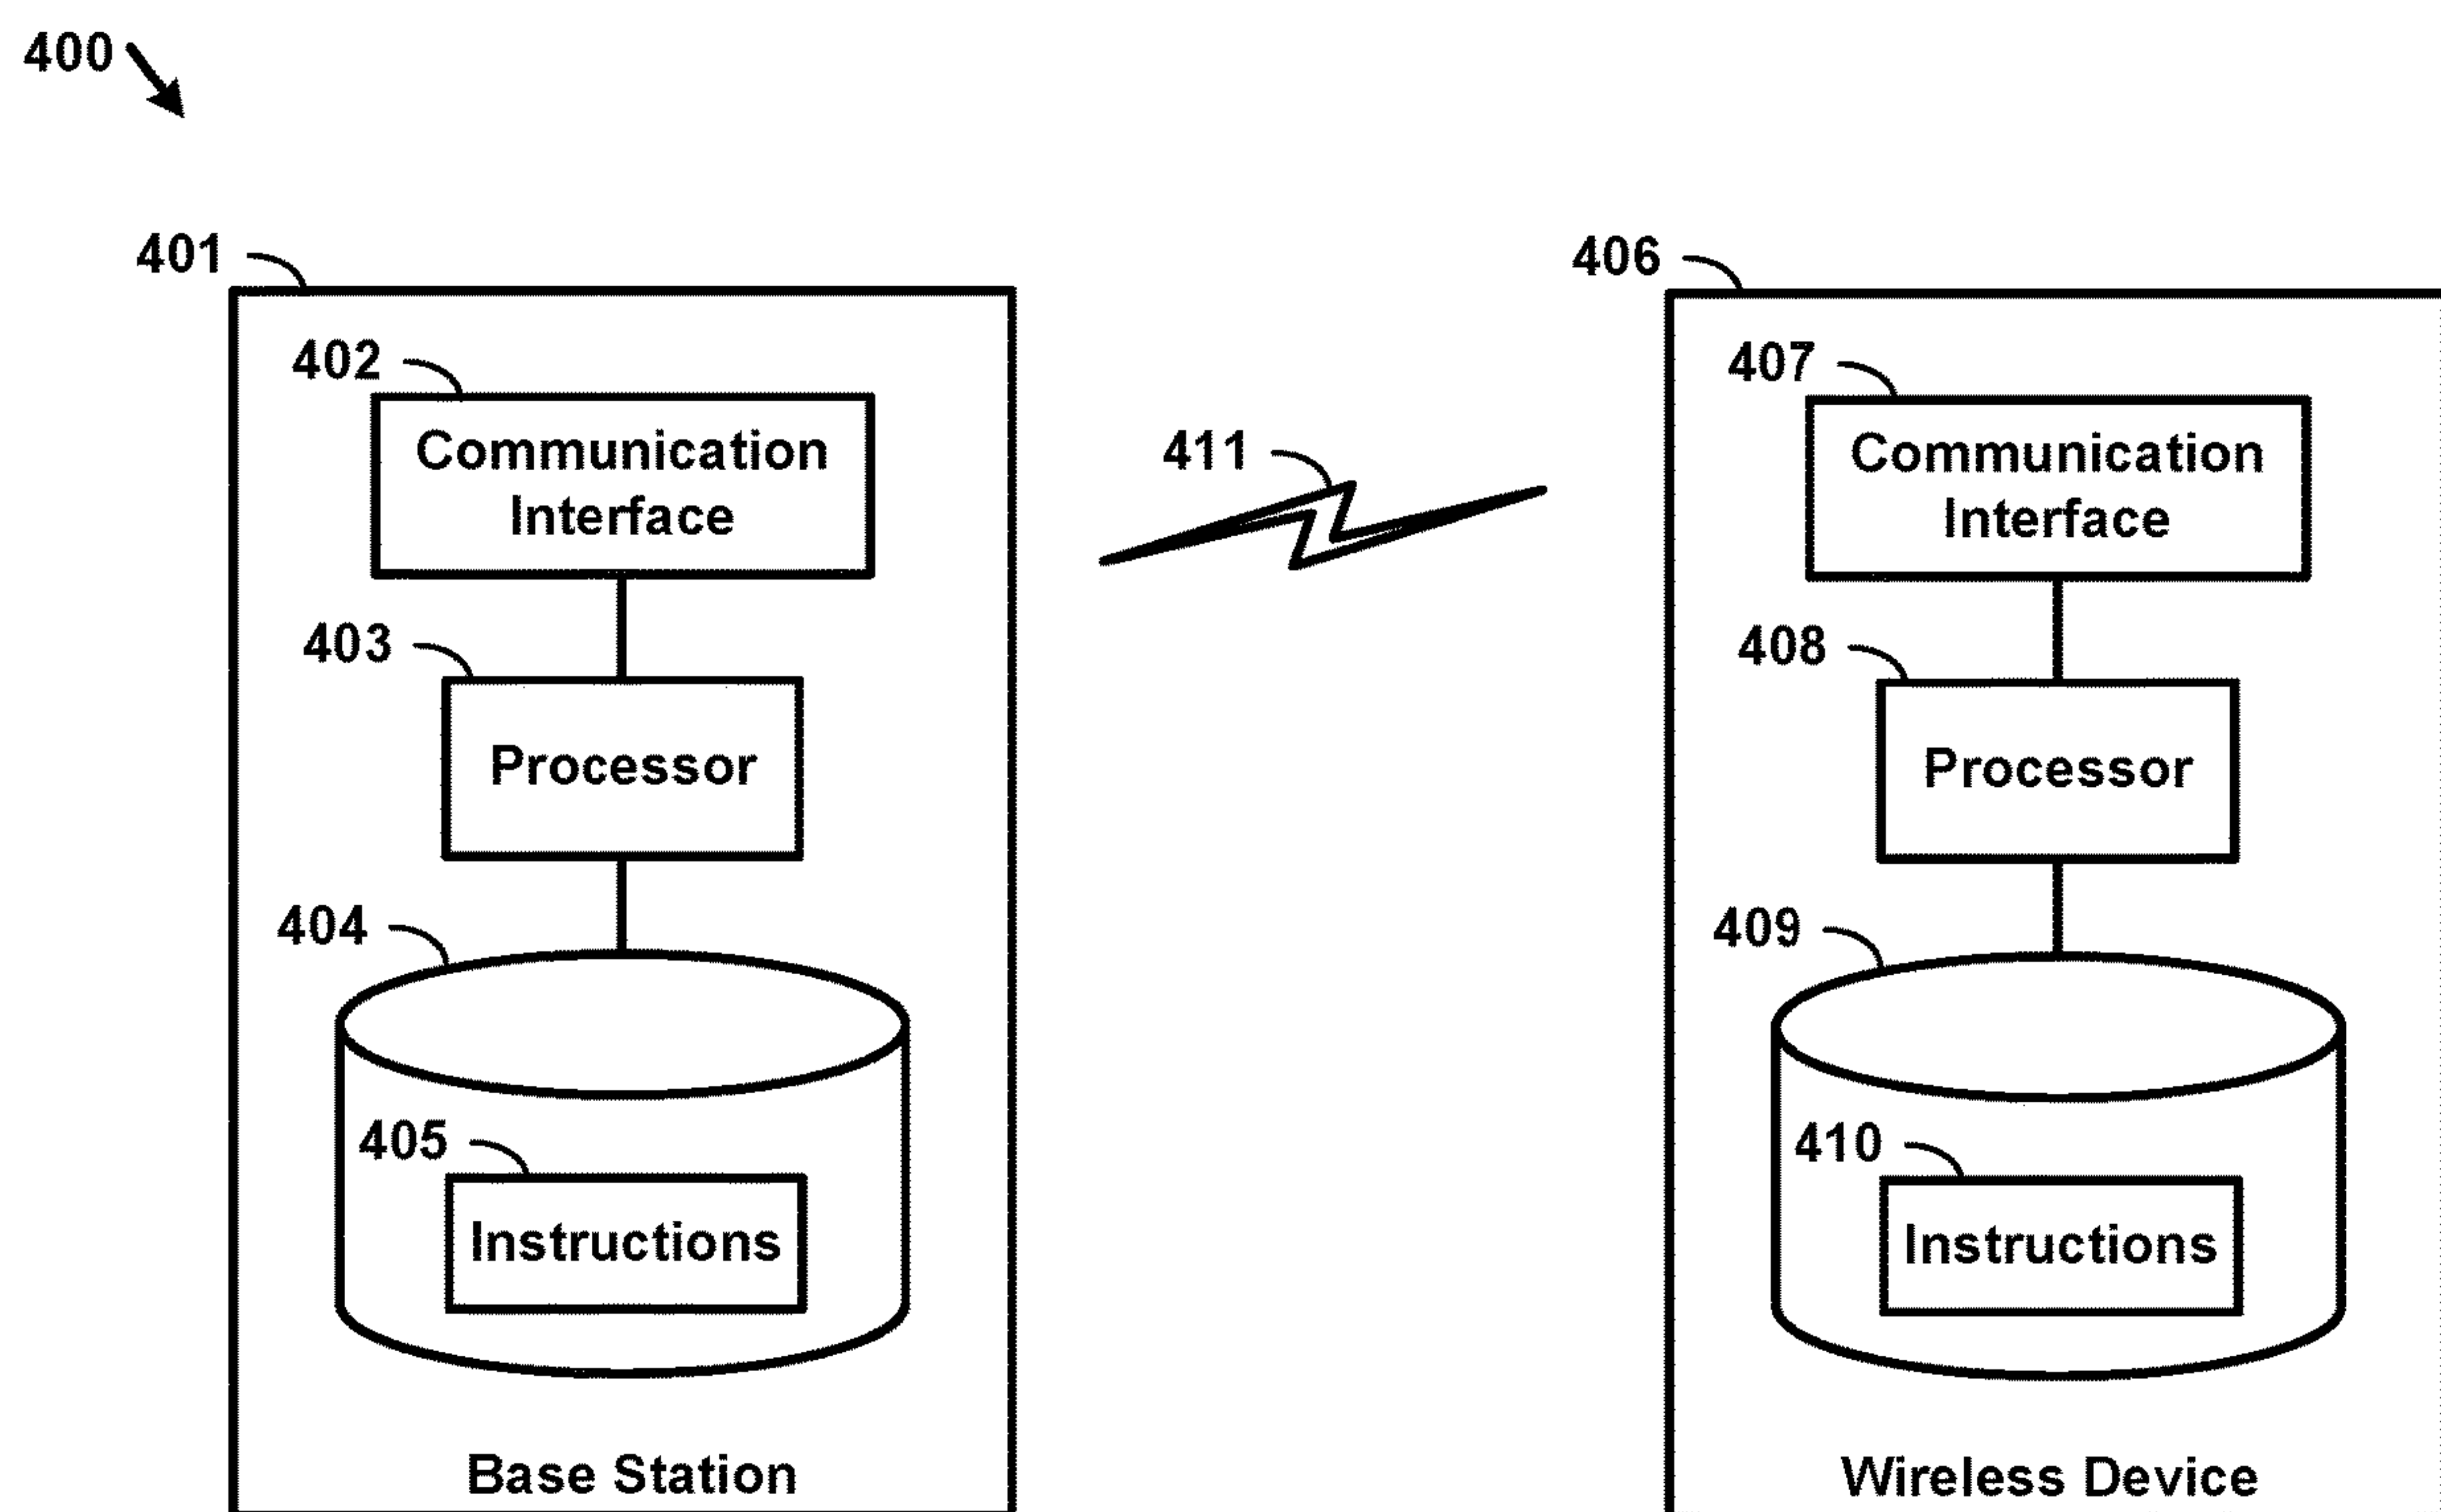 400
401
402
Communication
Interface
403
Processor
404
405
Instructions
Base Station
411
406
407
Communication
Interface
408
Processor
409
410
Instructions
Wireless Device